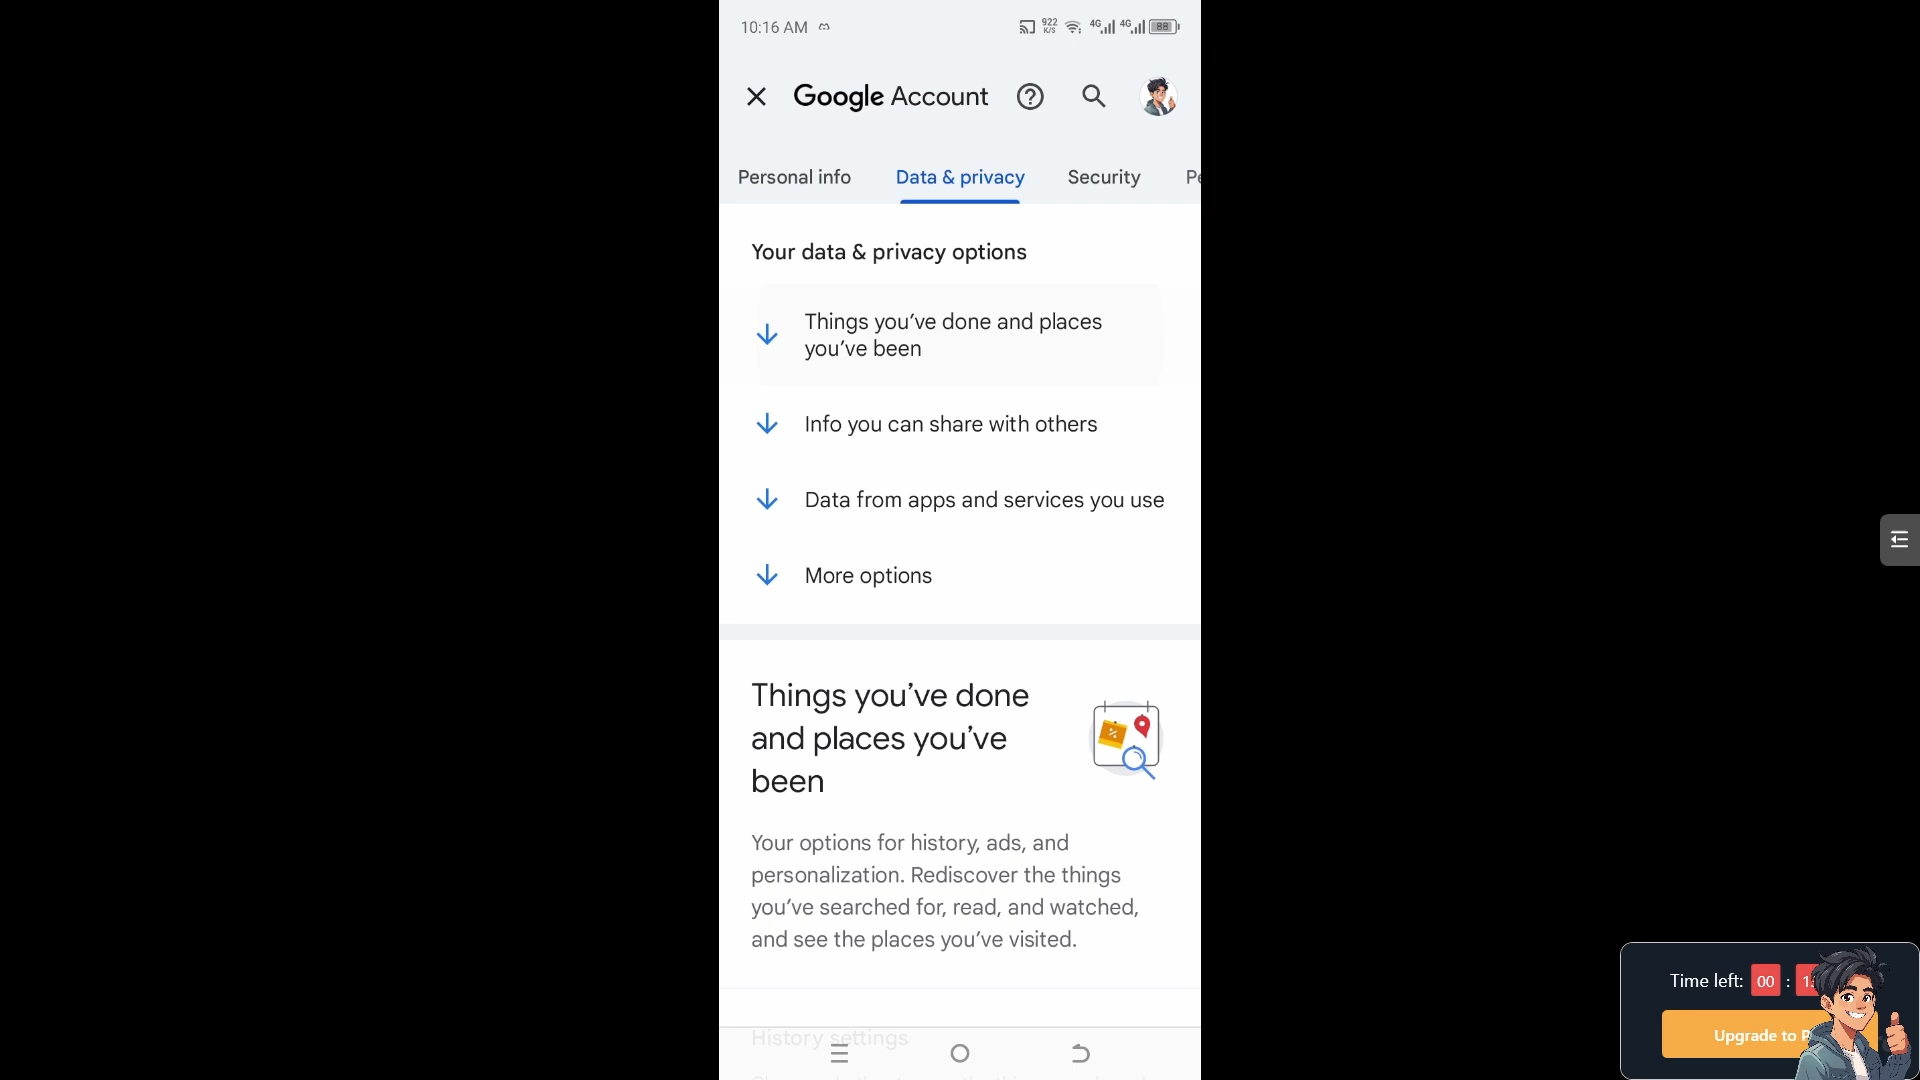 10:16 AM 922 K/S 4G 4G 88
Google Account
Personal info Data & privacy Security
Your data & privacy options
Things you’ve done and places
you’ve been
Info you can share with others
Data from apps and services you use
More options
Things you’ve done
and places you’ve
been
Your options for history, ads, and
personalization. Rediscover the things
you’ve searched for, read, and watched,
and see the places you’ve visited.
History settings
Time left: 00 :
Upgrade to